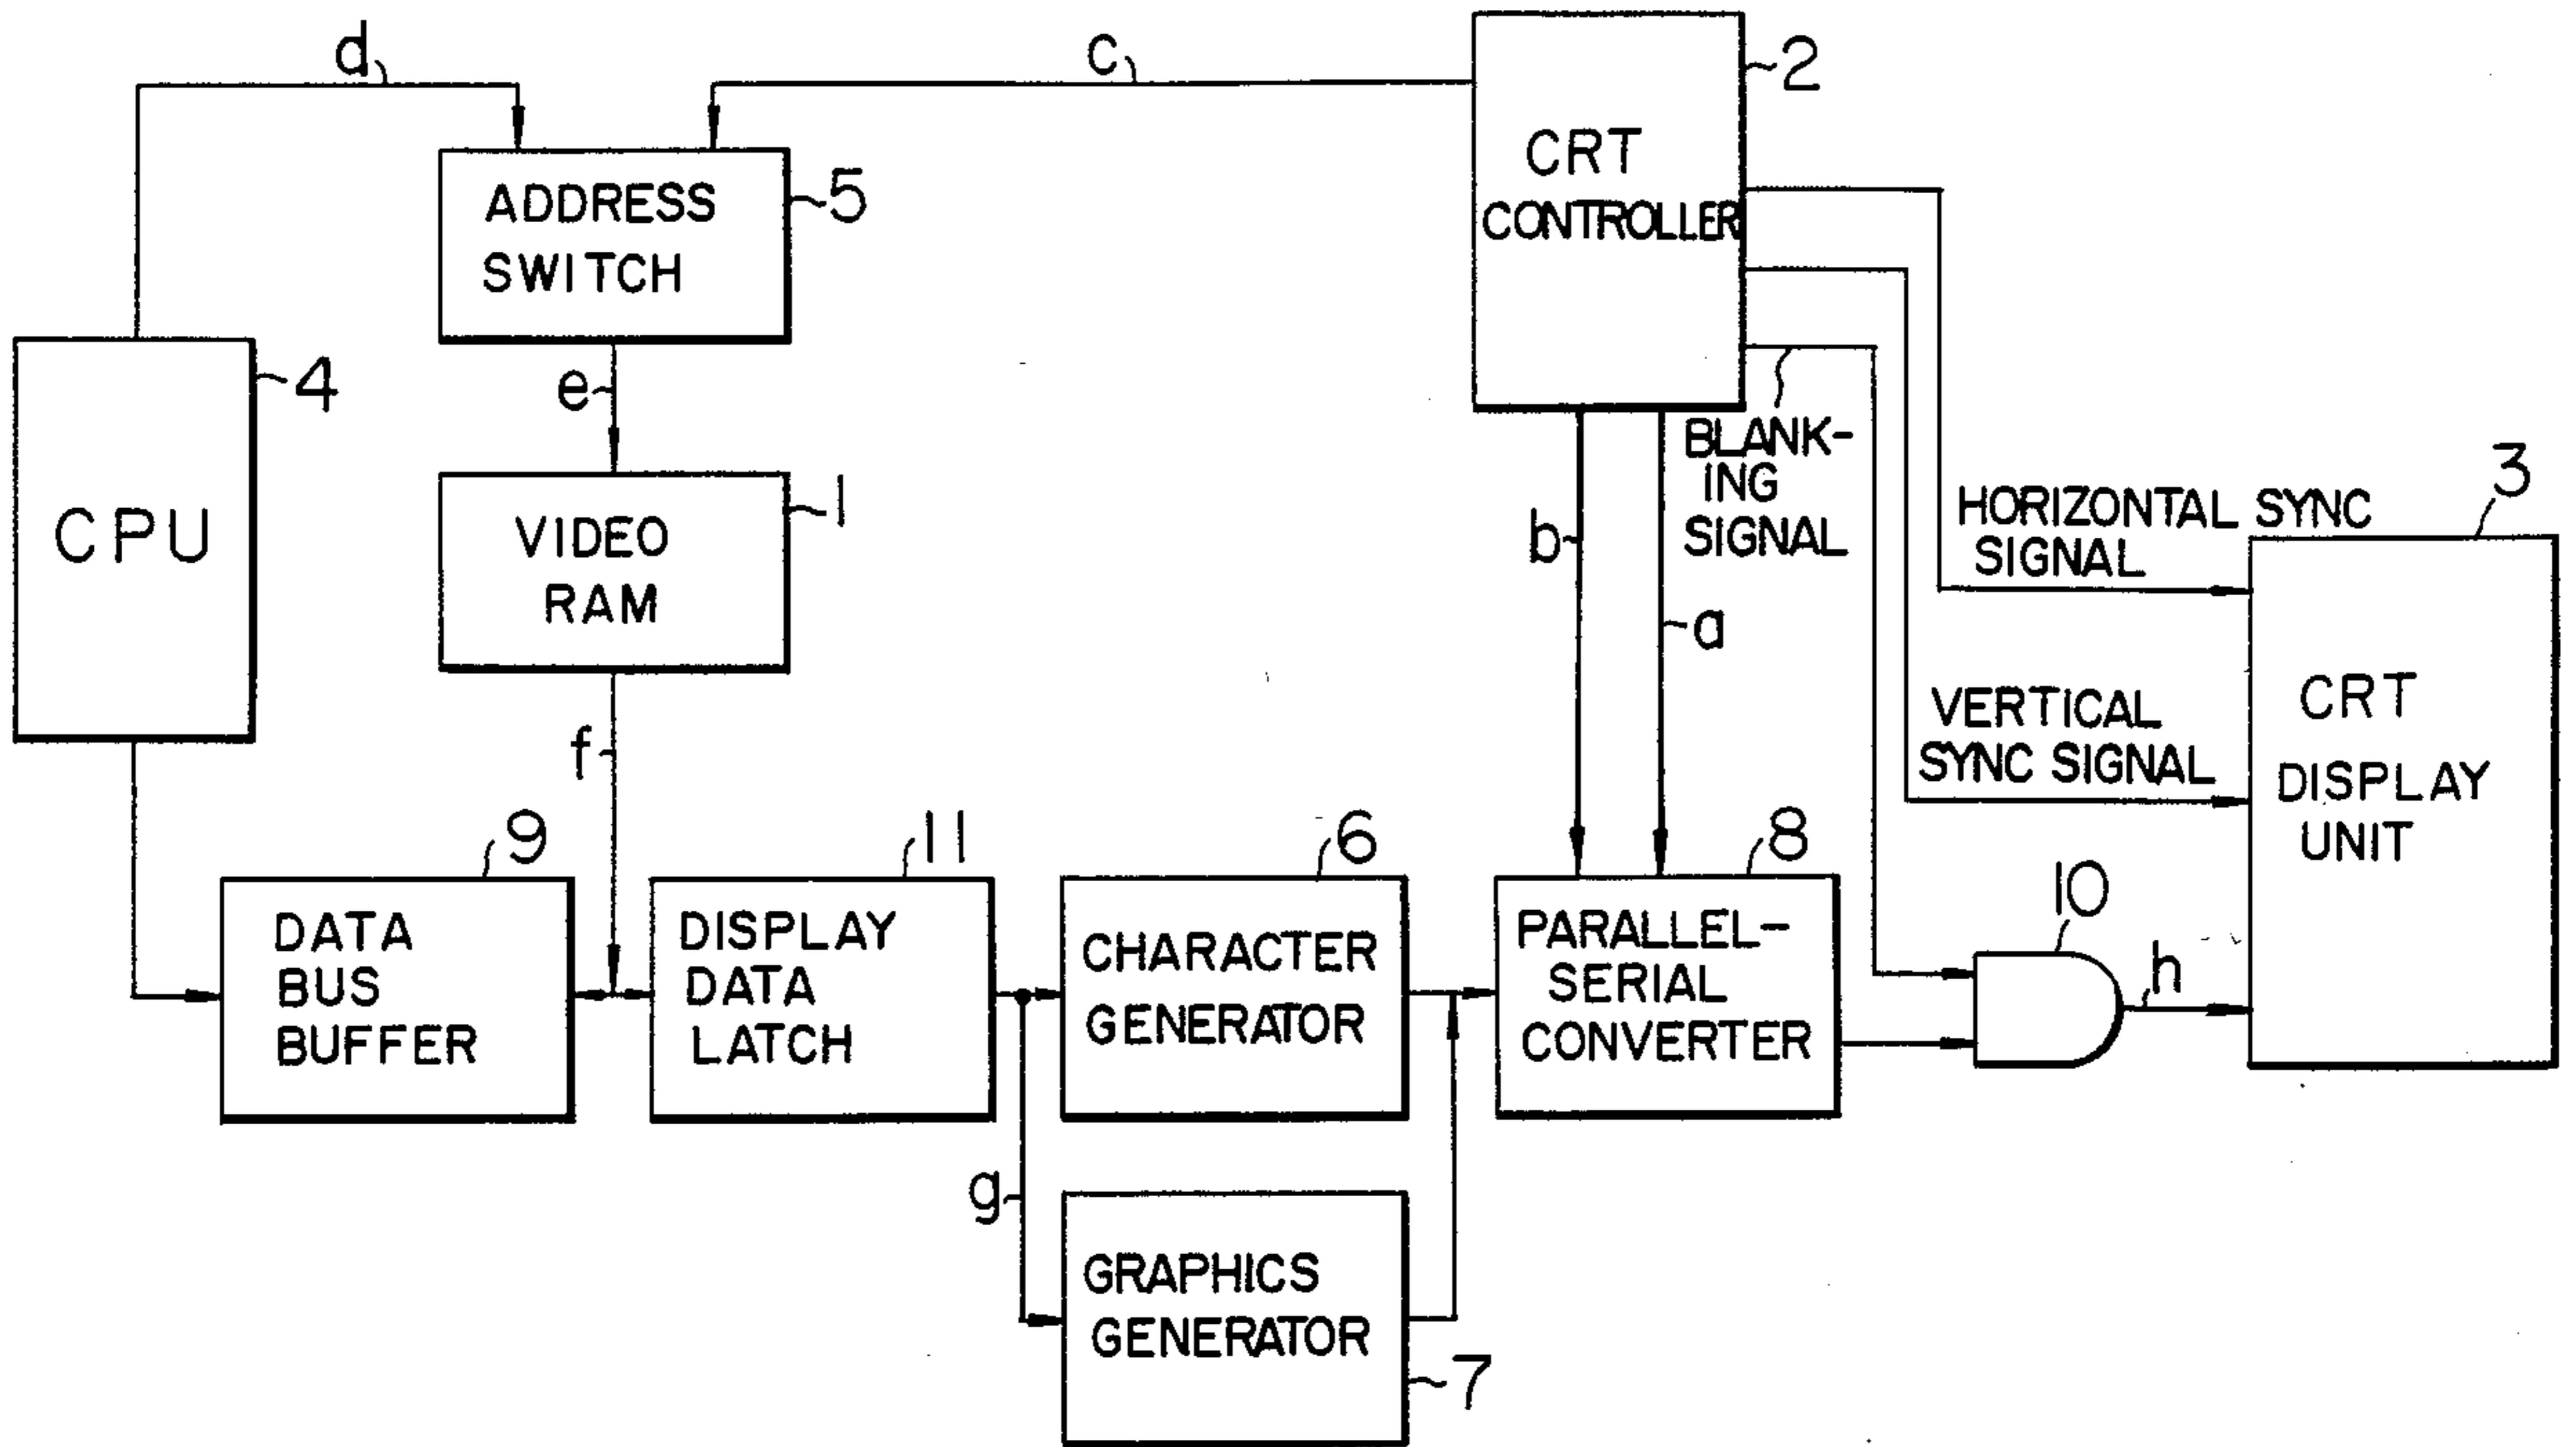 d
c
2
CRT
CONTROLLER
ADDRESS
SWITCH
5
4
e
BLANK-
ING
SIGNAL
3
CPU
VIDEO
RAM
1
b
a
HORIZONTAL SYNC
SIGNAL
f
VERTICAL
SYNC SIGNAL
CRT
DISPLAY
UNIT
9
11
6
8
10
DATA
BUS
BUFFER
DISPLAY
DATA
LATCH
CHARACTER
GENERATOR
PARALLEL-
SERIAL
CONVERTER
h
g
GRAPHICS
GENERATOR
7